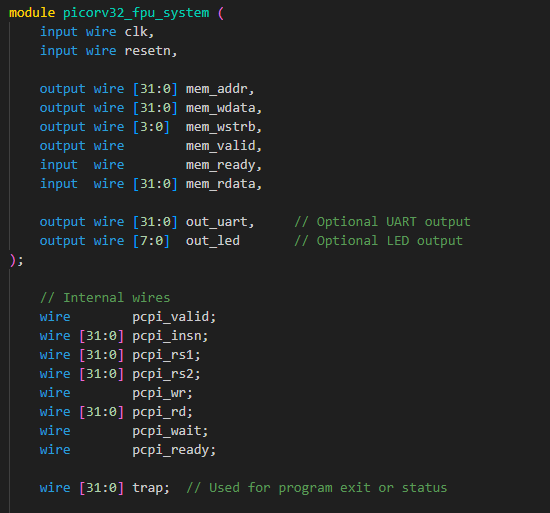 module picorv32_fpu_system (
    input wire clk,
    input wire resetn,

    output wire [31:0] mem_addr,
    output wire [31:0] mem_wdata,
    output wire [3:0]  mem_wstrb,
    output wire        mem_valid,
    input  wire        mem_ready,
    input  wire [31:0] mem_rdata,

    output wire [31:0] out_uart,     // Optional UART output
    output wire [7:0]  out_led       // Optional LED output
);

    // Internal wires
    wire        pcpi_valid;
    wire [31:0] pcpi_insn;
    wire [31:0] pcpi_rs1;
    wire [31:0] pcpi_rs2;
    wire        pcpi_wr;
    wire [31:0] pcpi_rd;
    wire        pcpi_wait;
    wire        pcpi_ready;

    wire [31:0] trap;  // Used for program exit or status